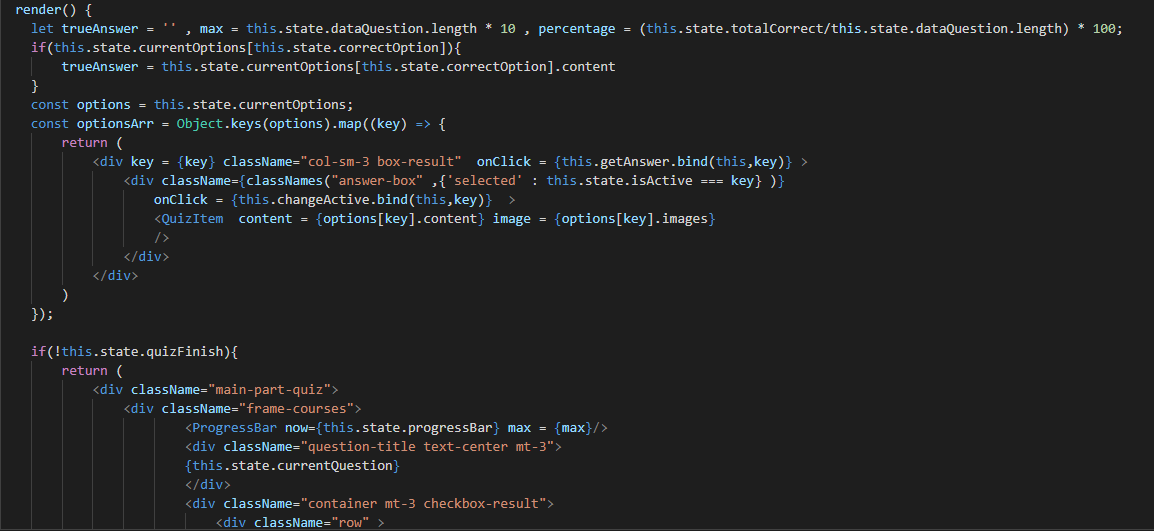 render() {
let trueAnswer = '' , max = this.state.dataQuestion.length * 10 , percentage = (this.state.totalCorrect/this.state.dataQuestion.length) * 100;
if(this.state.currentOptions[this.state.correctOption]){
trueAnswer = this.state.currentOptions[this.state.correctOption].content
}
const options = this.state.currentOptions;
const optionsArr = Object.keys(options).map((key) => {
return (
<div key = {key} className="col-sm-3 box-result"  onClick = {this.getAnswer.bind(this,key)} >
<div className={classNames("answer-box" ,{'selected' : this.state.isActive === key} )}
onClick = {this.changeActive.bind(this,key)}  >
<QuizItem  content = {options[key].content} image = {options[key].images}
/>
</div>
</div>
)
});
if(!this.state.quizFinish){
return (
<div className="main-part-quiz">
<div className="frame-courses">
<ProgressBar now={this.state.progressBar} max = {max}/>
<div className="question-title text-center mt-3">
{this.state.currentQuestion}
</div>
<div className="container mt-3 checkbox-result">
<div className="row" >